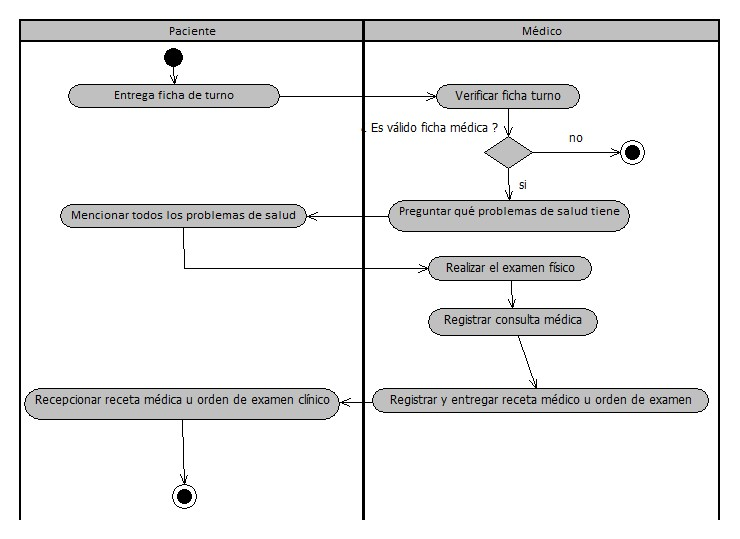 Paciente
Médico
Entrega ficha de turno
Verificar ficha turno
. Es válido ficha médica ?
no
si
Mencionar todos los problemas de salud
Preguntar qué problemas de salud tiene
Realizar el examen físico
Registrar consulta médica
Recepcionar receta médica u orden de examen clínico
Registrar y entregar receta médico u orden de examen